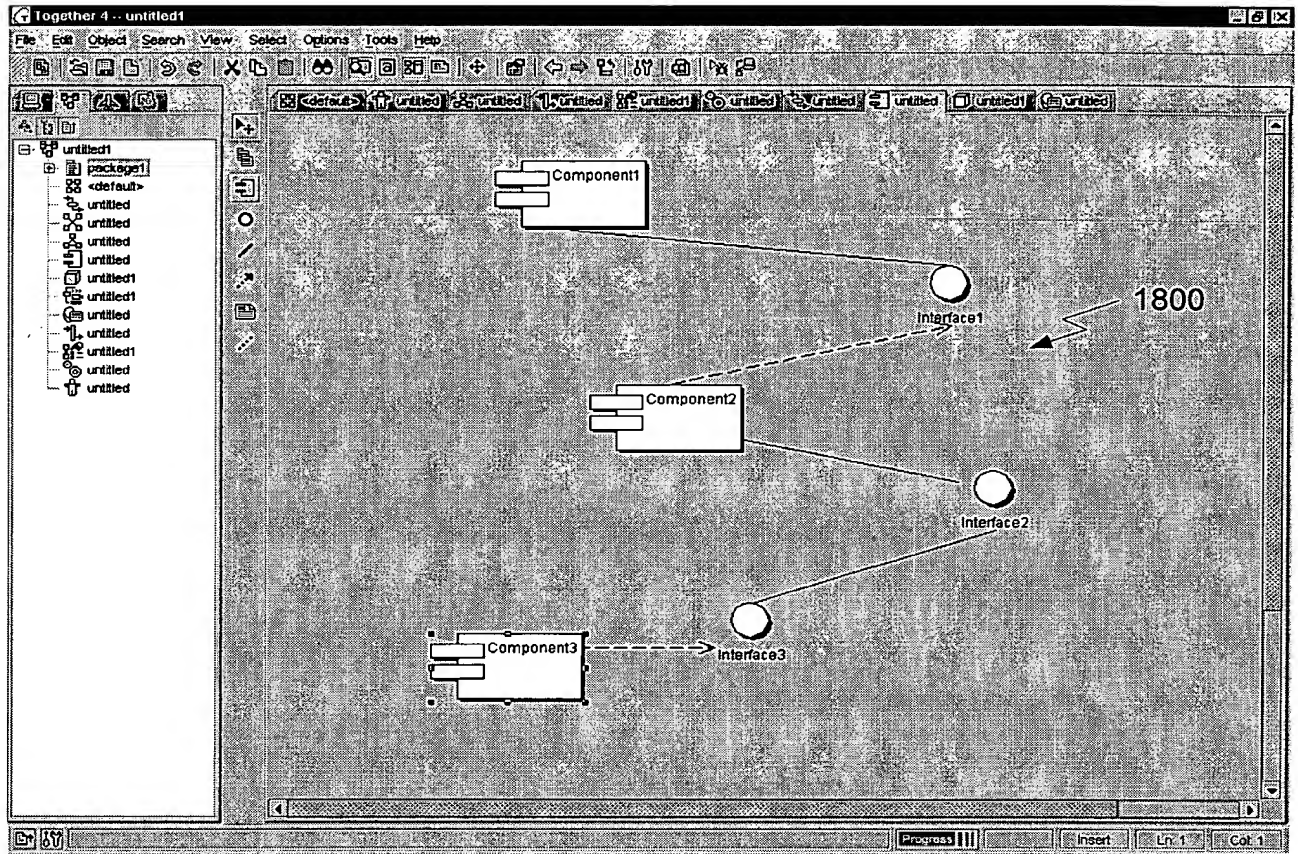 Together 4 -- untitled1
File Edit Object Search View Select Options Tools Help
<default> untitled untitled untitled untitled1 untitled untitled untitled untitled1 untitled
untitled1
package1
<default>
untitled
untitled
untitled
untitled
untitled1
untitled1
untitled
untitled
untitled1
untitled
untitled
Component1
Interface1
1800
Component2
Interface2
Component3
Interface3
Progress Insert Ln: 1 Col: 1